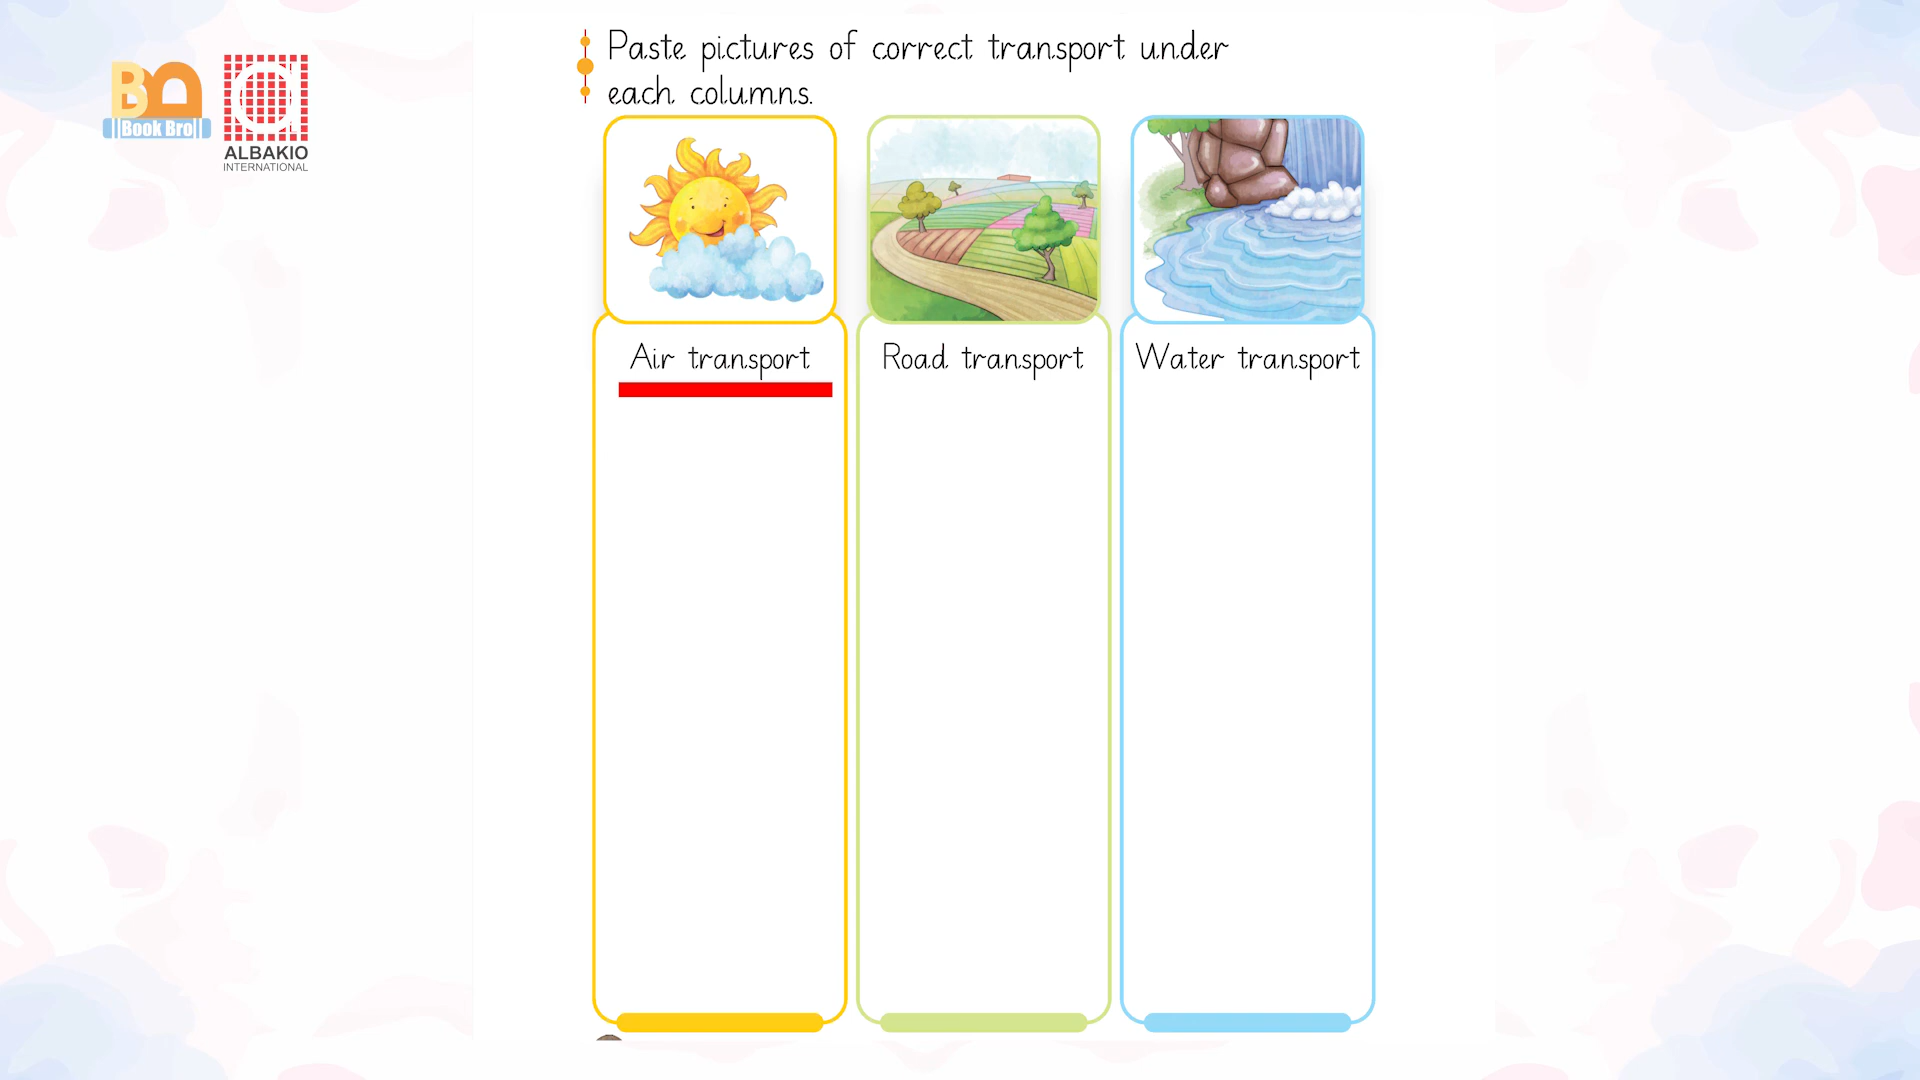 Paste pictures of correct transport under
each columns.
Book Bro
ALBAKIO
INTERNATIONAL
Air transport
Road transport
Water transport